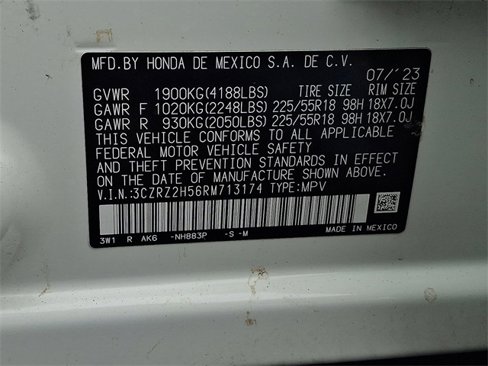 MFD.BY HONDA DE MEXICO S.A. DE C.V.
07/'23
GVWR 1900KG(4188LBS) TIRE SIZE RIM SIZE
GAWR F 1020KG(2248LBS) 225/55R18 98H 18X7.0J
GAWR R 930KG(2050LBS) 225/55R18 98H 18X7.0J
THIS VEHICLE CONFORMS TO ALL APPLICABLE
FEDERAL MOTOR VEHICLE SAFETY
AND THEFT PREVENTION STANDARDS IN EFFECT
ON THE DATE OF MANUFACTURE SHOWN ABOVE.
V.I.N.:3CZRZ2H56RM713174 TYPE:MPV
3W1 R AK6 -NH883P -S -M
MADE IN MEXICO